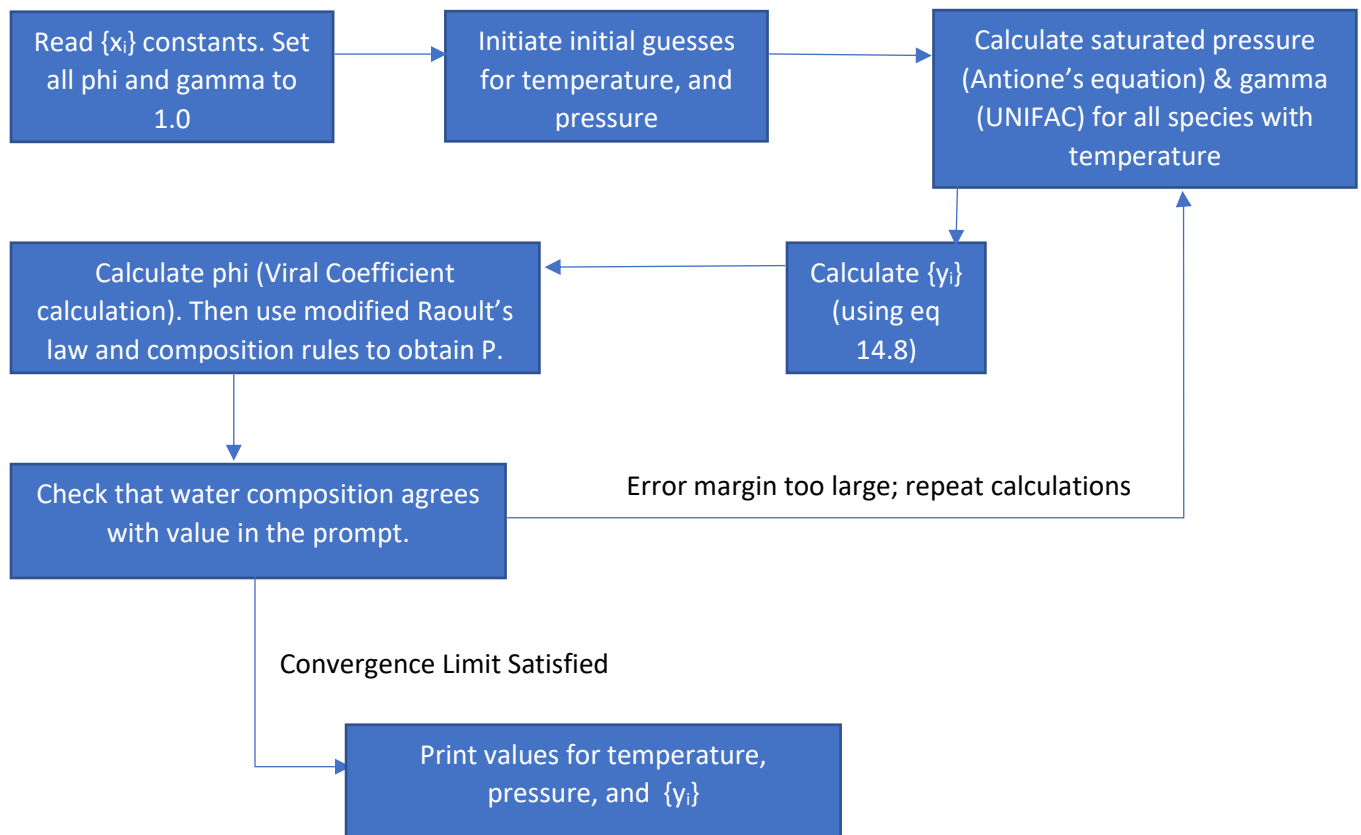 Read {xᵢ} constants. Set
all phi and gamma to
1.0
Initiate initial guesses
for temperature, and
pressure
Calculate saturated pressure
(Antione’s equation) & gamma
(UNIFAC) for all species with
temperature
Calculate {yᵢ}
(using eq
14.8)
Calculate phi (Viral Coefficient
calculation). Then use modified Raoult’s
law and composition rules to obtain P.
Check that water composition agrees
with value in the prompt.
Error margin too large; repeat calculations
Convergence Limit Satisfied
Print values for temperature,
pressure, and {yᵢ}